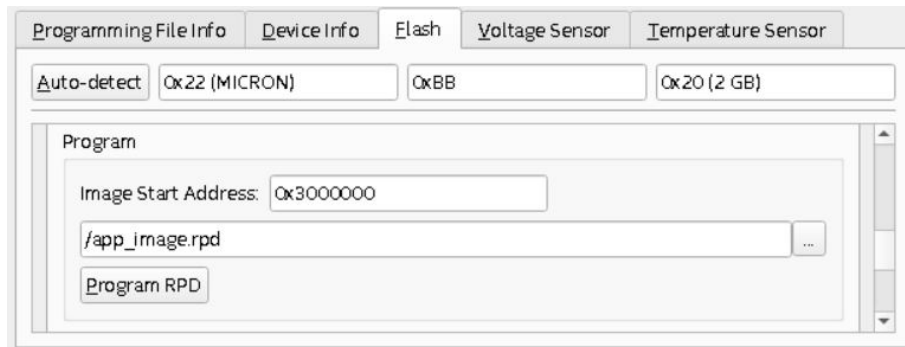 Programming File Info Device Info Flash Voltage Sensor Temperature Sensor
Auto-detect 0x22 (MICRON) 0xBB 0x20 (2 GB)
Program
Image Start Address: 0x3000000
/app_image.rpd ...
Program RPD